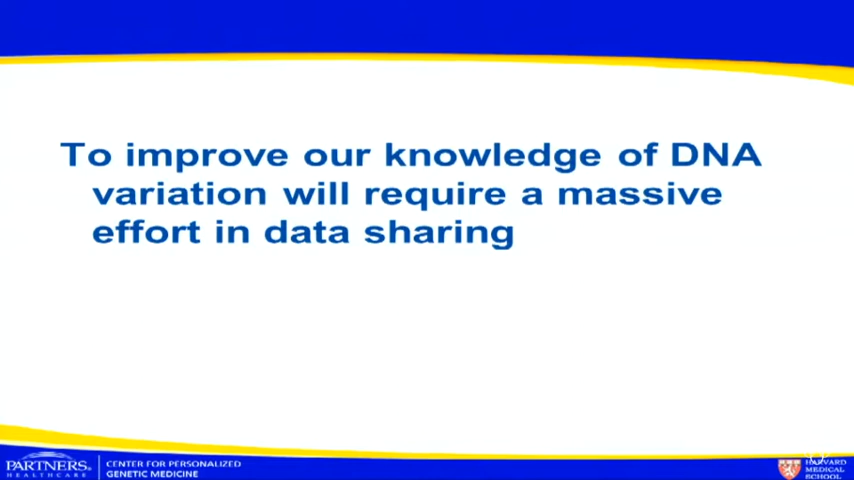 To improve our knowledge of DNA
variation will require a massive
effort in data sharing
PARTNERS
HEALTHCARE
CENTER FOR PERSONALIZED
GENETIC MEDICINE
HARVARD
MEDICAL
SCHOOL